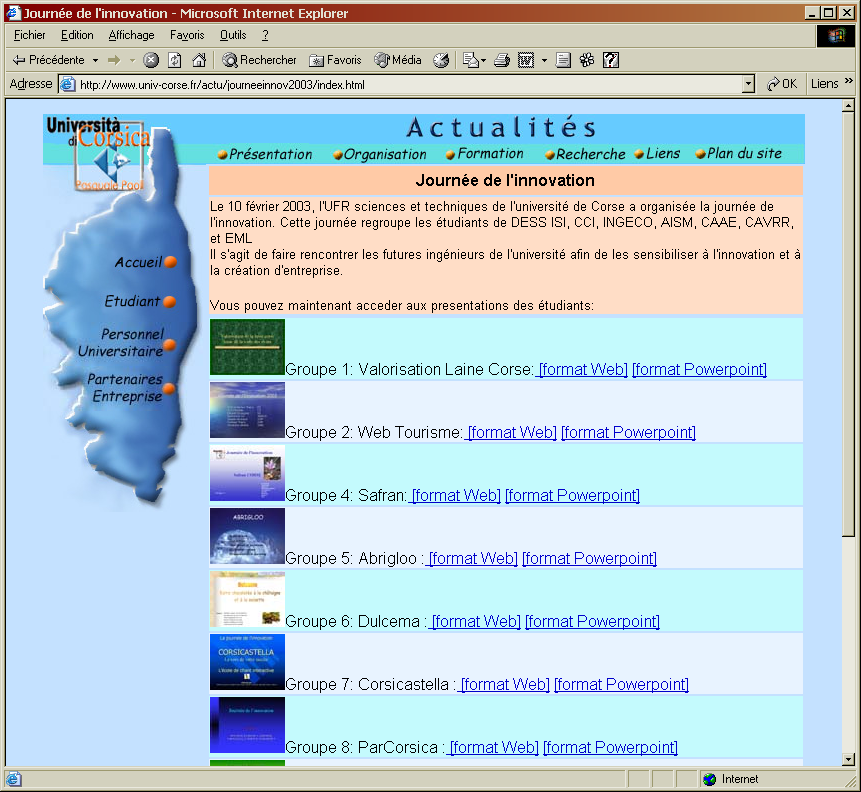 Journée de l'innovation - Microsoft Internet Explorer
Fichier Edition Affichage Favoris Outils ?
Précédente Rechercher Favoris Média
Adresse http://www.univ-corse.fr/actu/journeeinnov2003/index.html OK Liens »
Università
di Corsica
Pasquale Paoli
Actualités
Présentation Organisation Formation Recherche Liens Plan du site
Accueil
Etudiant
Personnel
Universitaire
Partenaires
Entreprise
Journée de l'innovation
Le 10 février 2003, l'UFR sciences et techniques de l'université de Corse a organisée la journée de
l'innovation. Cette journée regroupe les étudiants de DESS ISI, CCI, INGECO, AISM, CAAE, CAVRR,
et EML
Il s'agit de faire rencontrer les futures ingénieurs de l'université afin de les sensibiliser à l'innovation et à
la création d'entreprise.
Vous pouvez maintenant acceder aux presentations des étudiants:
Groupe 1: Valorisation Laine Corse: [format Web] [format Powerpoint]
Groupe 2: Web Tourisme: [format Web] [format Powerpoint]
Groupe 4: Safran: [format Web] [format Powerpoint]
ABRIGLOO
Groupe 5: Abrigloo : [format Web] [format Powerpoint]
Groupe 6: Dulcema : [format Web] [format Powerpoint]
La journée de l'innovation
CORSICASTELLA
Groupe 7: Corsicastella : [format Web] [format Powerpoint]
Groupe 8: ParCorsica : [format Web] [format Powerpoint]
Internet